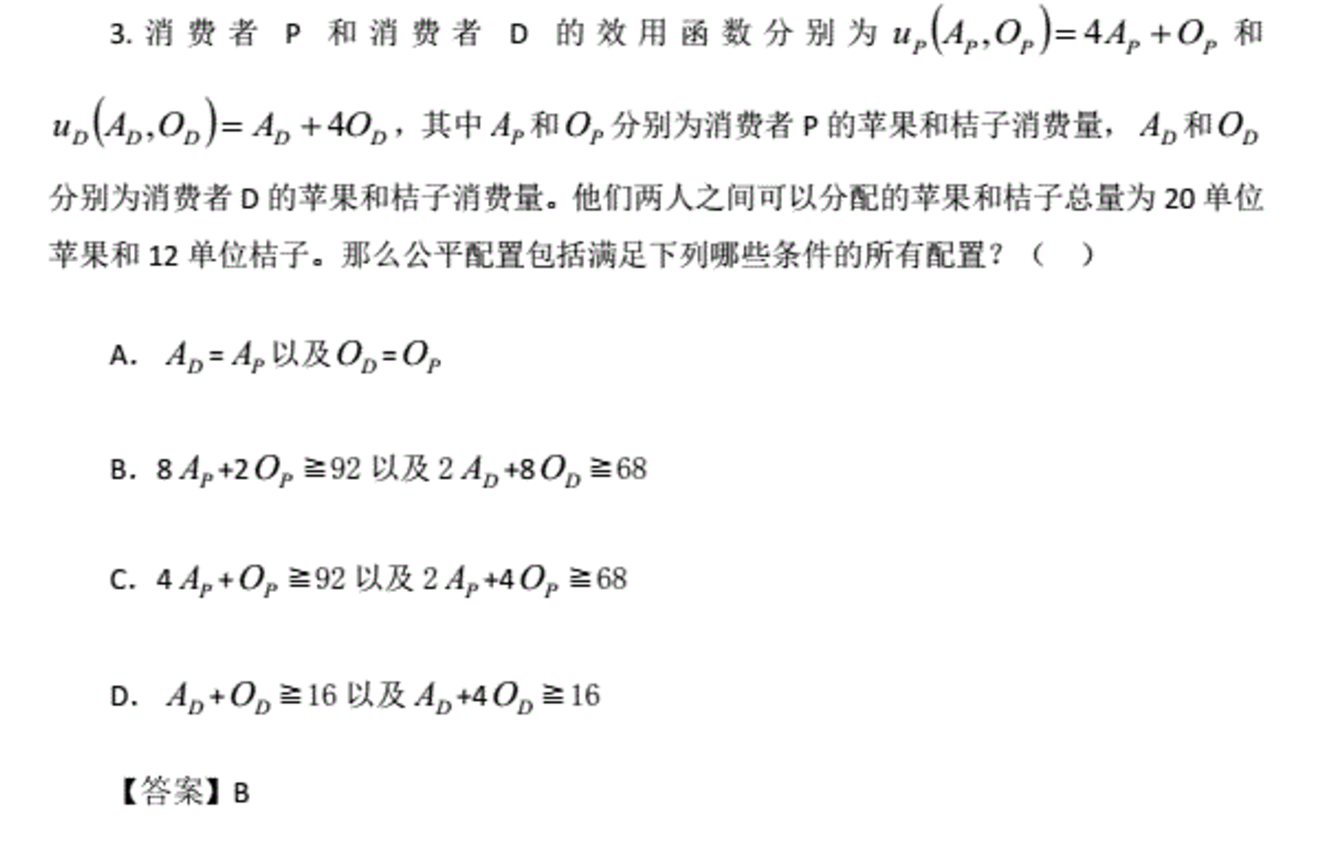 3. 消费者 P 和消费者 D 的效用函数分别为 u_P(A_P,O_P)=4A_P+O_P 和
u_D(A_D,O_D)=A_D+4O_D，其中 A_P 和 O_P 分别为消费者 P 的苹果和桔子消费量， A_D 和 O_D
分别为消费者 D 的苹果和桔子消费量。他们两人之间可以分配的苹果和桔子总量为 20 单位
苹果和 12 单位桔子。那么公平配置包括满足下列哪些条件的所有配置？（ ）
A. A_D=A_P 以及 O_D=O_P
B. 8A_P+2O_P≧92 以及 2A_D+8O_D≧68
C. 4A_P+O_P≧92 以及 2A_P+4O_P≧68
D. A_D+O_D≧16 以及 A_D+4O_D≧16
【答案】B